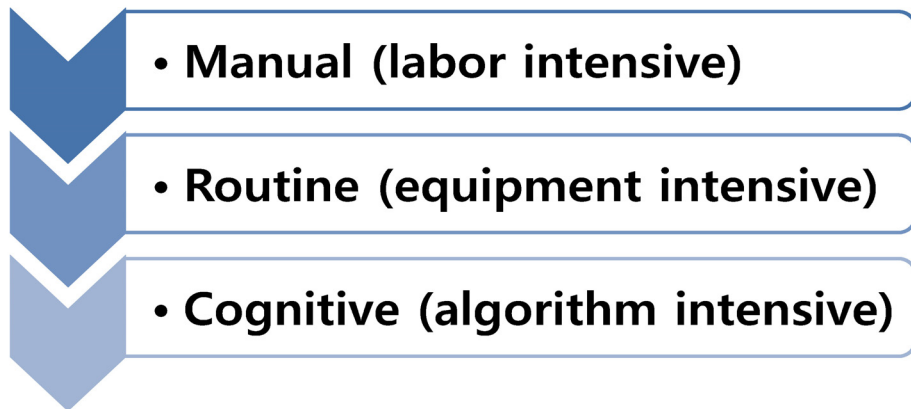 • Manual (labor intensive)
• Routine (equipment intensive)
• Cognitive (algorithm intensive)